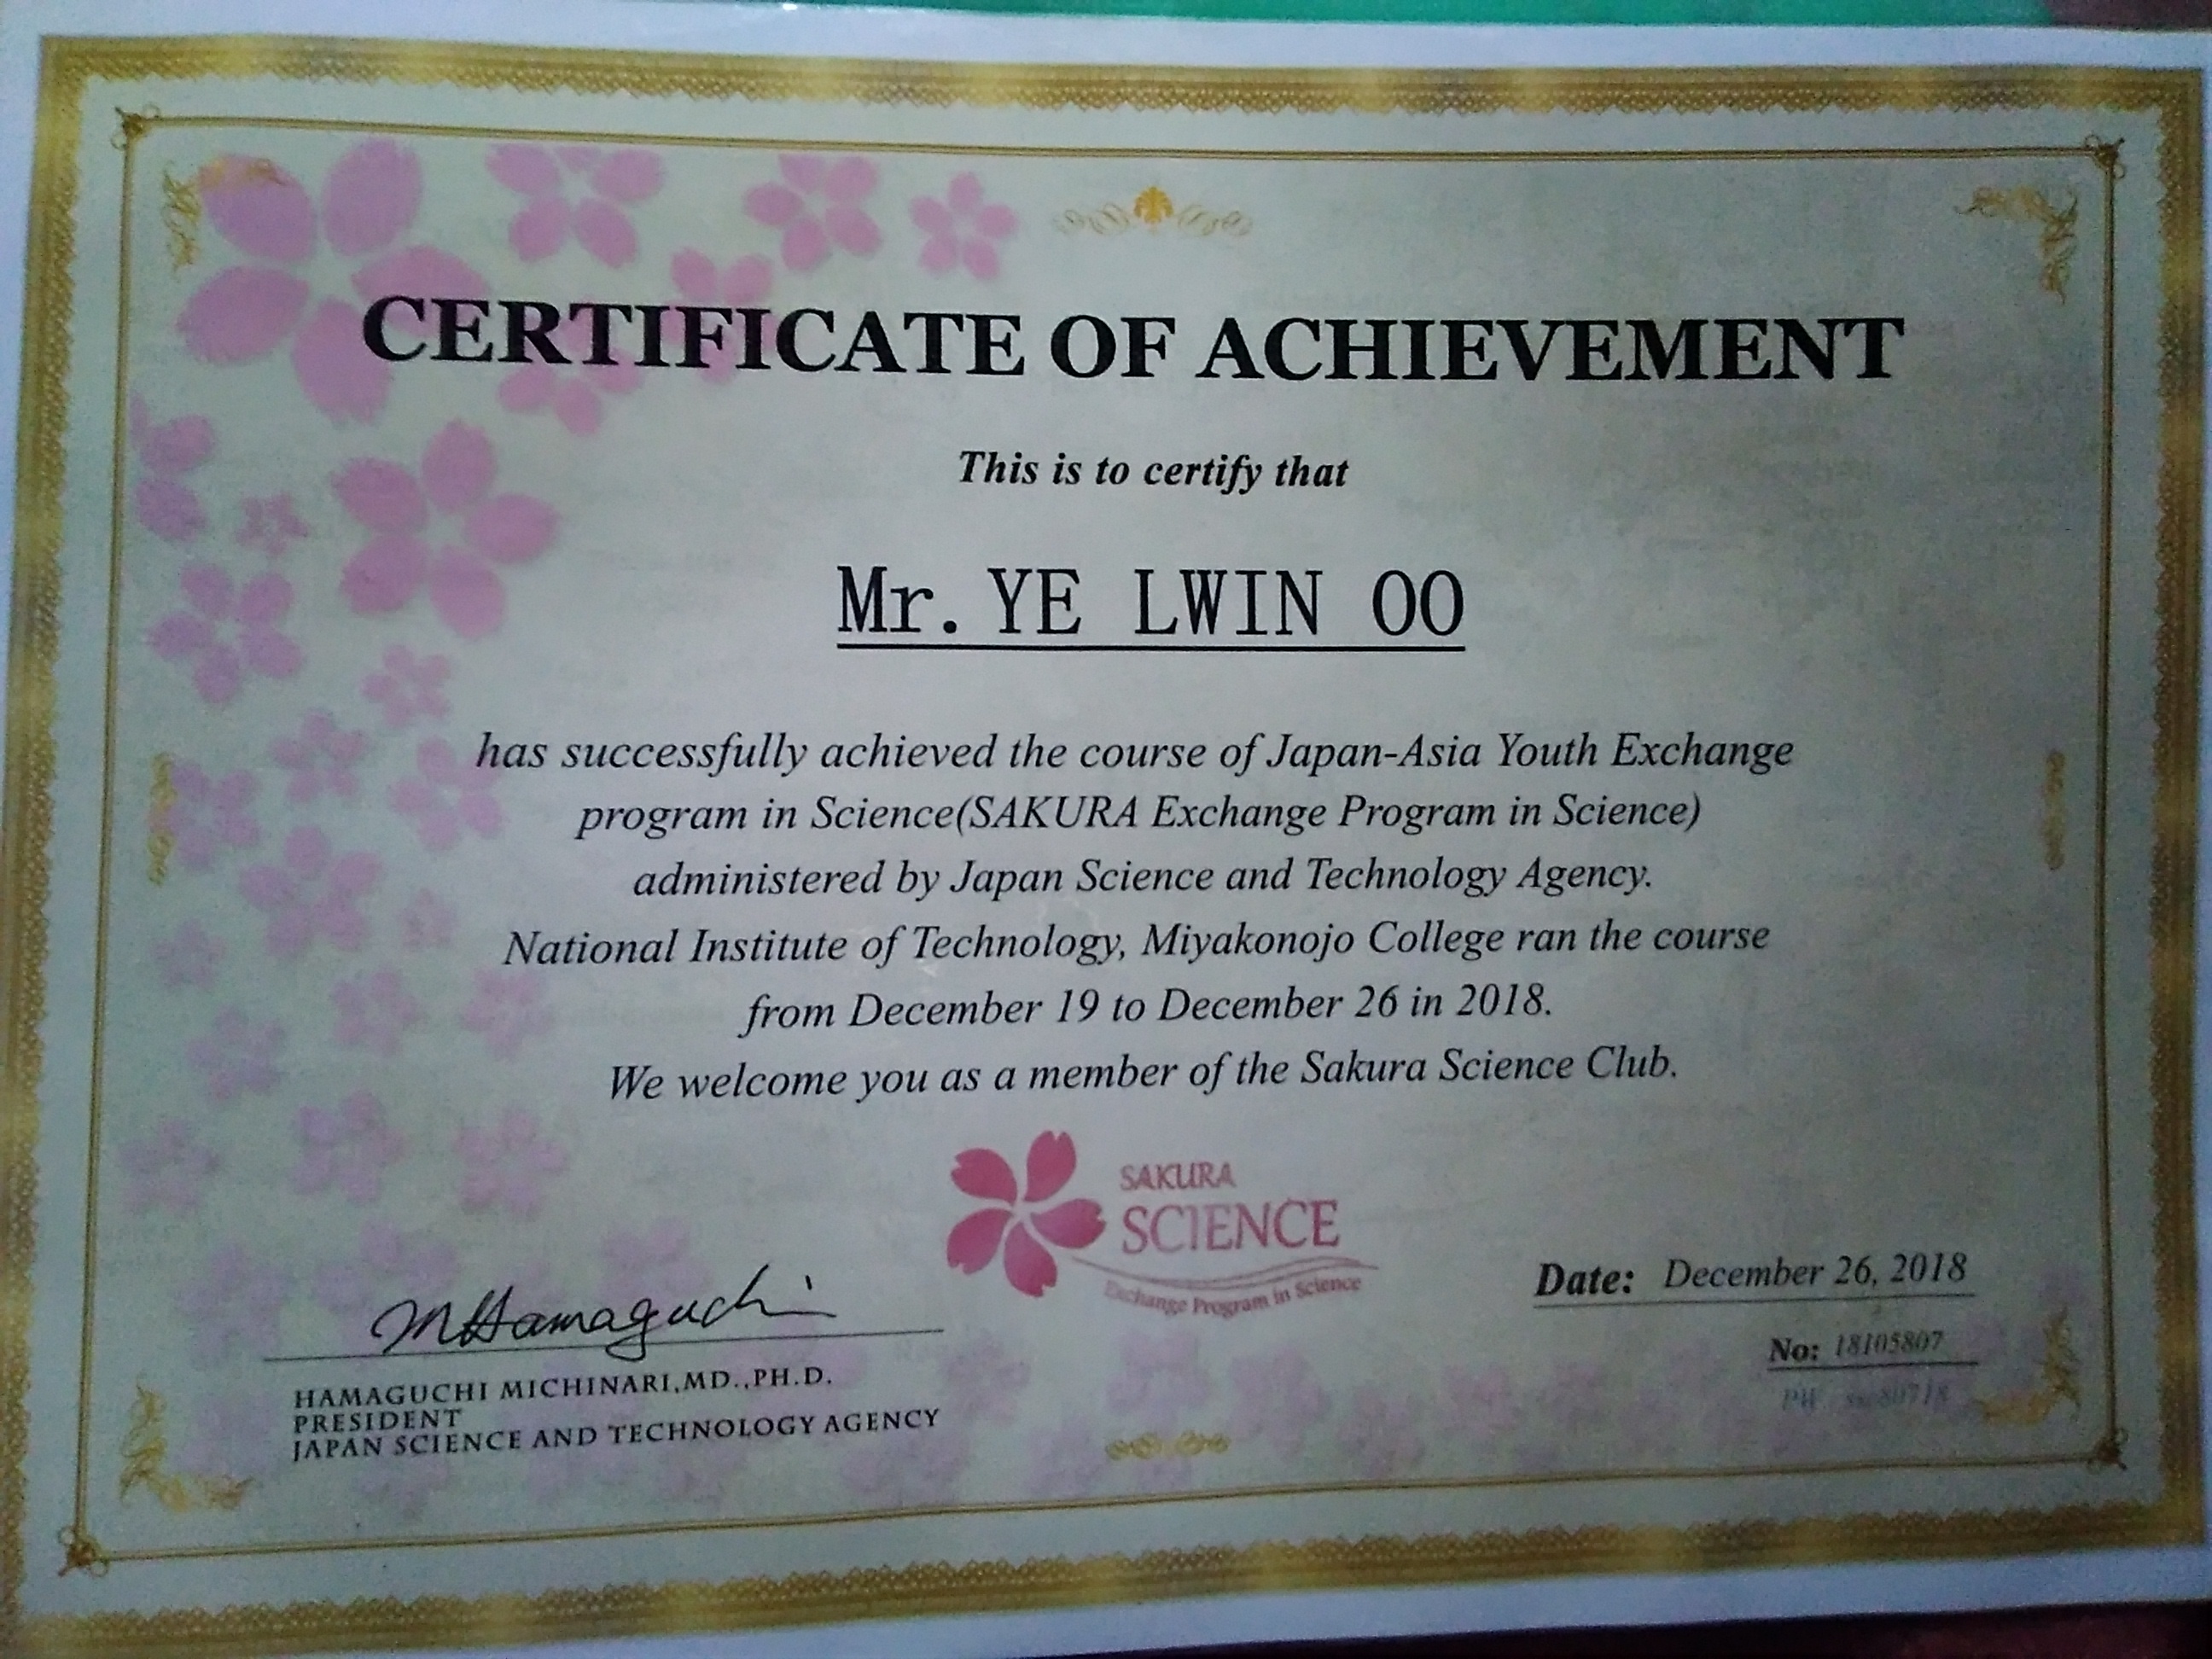 CERTIFICATE OF ACHIEVEMENT
This is to certify that
Mr. YE LWIN OO
has successfully achieved the course of Japan-Asia Youth Exchange
program in Science(SAKURA Exchange Program in Science)
administered by Japan Science and Technology Agency.
National Institute of Technology, Miyakonojo College ran the course
from December 19 to December 26 in 2018.
We welcome you as a member of the Sakura Science Club.
SAKURA
SCIENCE
Exchange Program in Science
MHamaguchi
HAMAGUCHI MICHINARI,MD.,PH.D.
PRESIDENT
JAPAN SCIENCE AND TECHNOLOGY AGENCY
Date: December 26, 2018
No: 18105807
PW